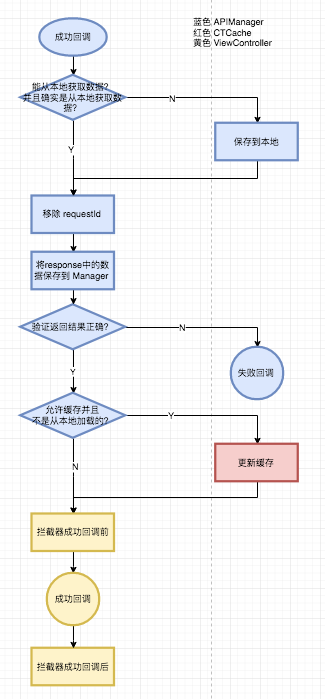 蓝色 APIManager
红色 CTCache
黄色 ViewController
成功回调
能从本地获取数据?
并且确实是从本地获取数
据?
N
Y
保存到本地
移除 requestId
将response中的数
据保存到 Manager
验证返回结果正确?
N
Y
失败回调
允许缓存并且
不是从本地加载的?
Y
N
更新缓存
拦截器成功回调前
成功回调
拦截器成功回调后